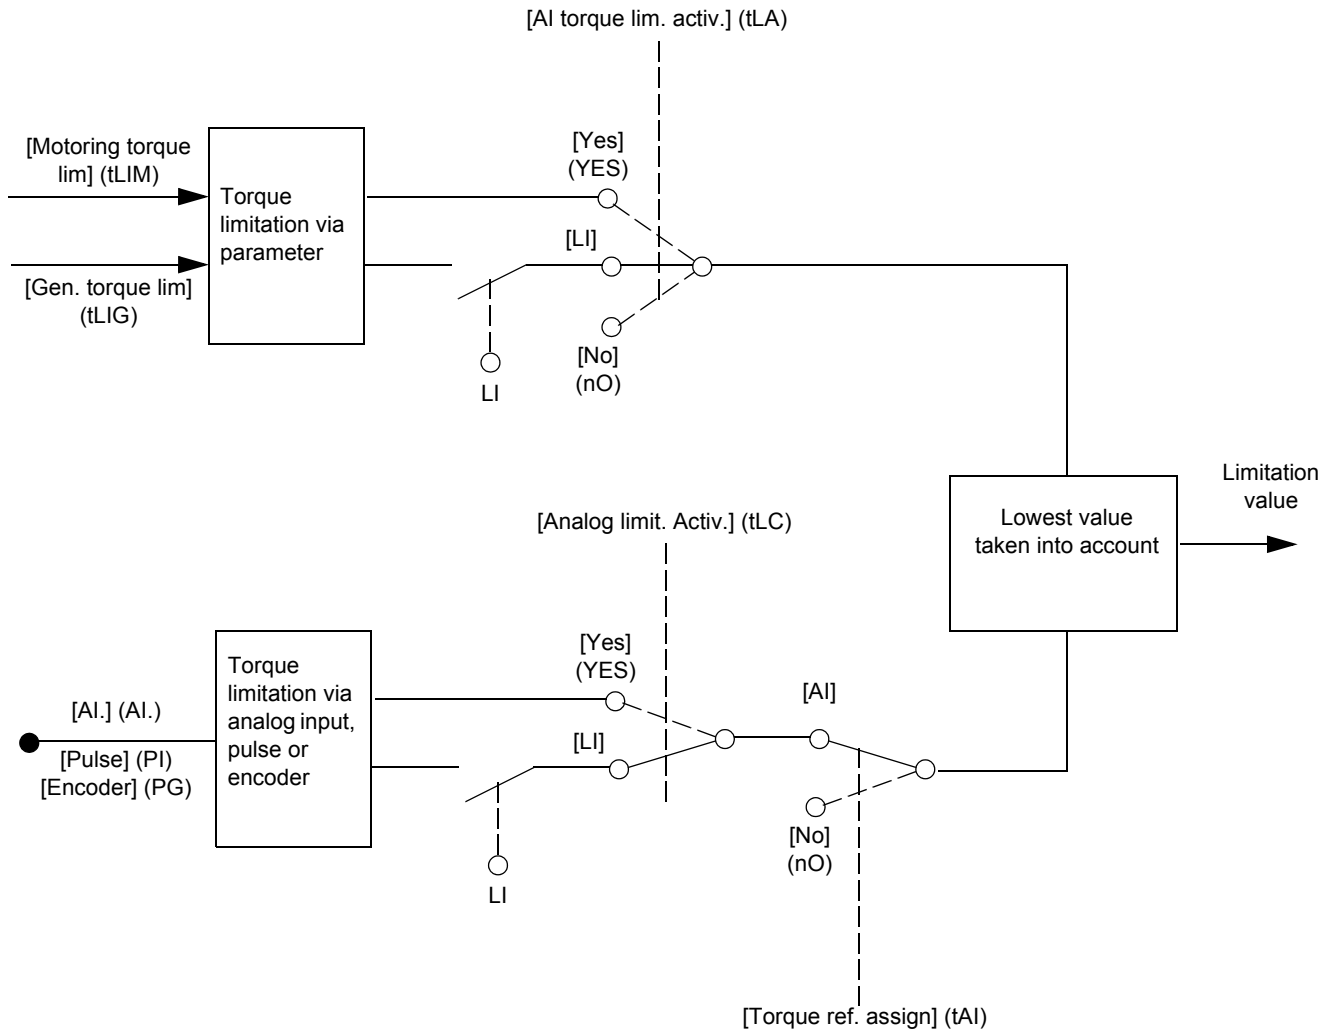 [AI torque lim. activ.] (tLA)
[Motoring torque
lim] (tLIM)
[Gen. torque lim]
(tLIG)
Torque
limitation via
parameter
[Yes]
(YES)
[LI]
[No]
(nO)
LI
Lowest value
taken into account
Limitation
value
[Analog limit. Activ.] (tLC)
[AI.] (AI.)
[Pulse] (PI)
[Encoder] (PG)
Torque
limitation via
analog input,
pulse or
encoder
[Yes]
(YES)
[LI]
LI
[AI]
[No]
(nO)
[Torque ref. assign] (tAI)